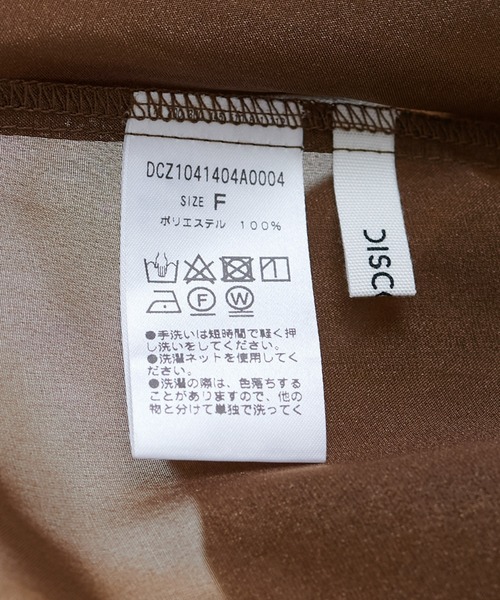 DCZ1041404A0004
SIZE F
ポリエステル 100%
F W
●手洗いは短時間で軽く押
し洗いをしてください。
●洗濯ネットを使用してく
ださい。
●洗濯の際は、色落ちする
ことがありますので、他の
物と分けて単独で洗ってく
OSIC